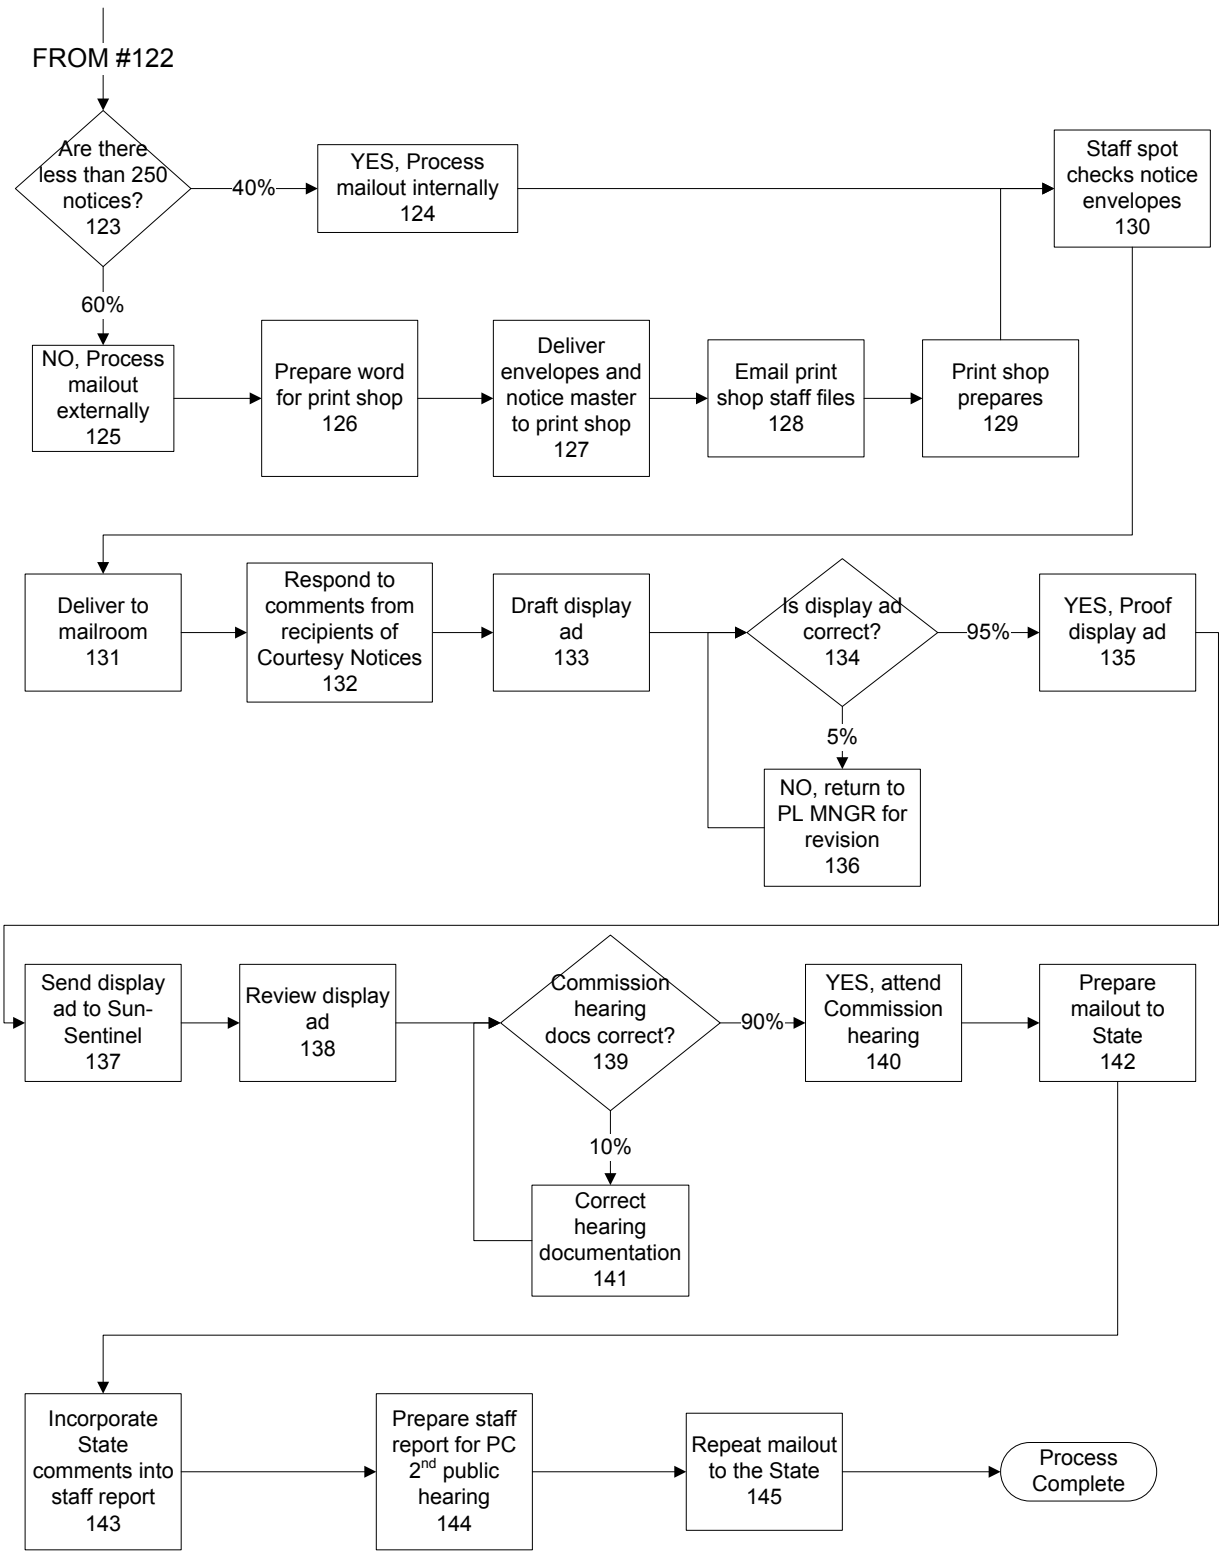 FROM #122
Are there
less than 250
notices?
123
40%
YES, Process
mailout internally
124
Staff spot
checks notice
envelopes
130
60%
NO, Process
mailout
externally
125
Prepare word
for print shop
126
Deliver
envelopes and
notice master
to print shop
127
Email print
shop staff files
128
Print shop
prepares
129
Deliver to
mailroom
131
Respond to
comments from
recipients of
Courtesy Notices
132
Draft display
ad
133
Is display ad
correct?
134
95%
YES, Proof
display ad
135
5%
NO, return to
PL MNGR for
revision
136
Send display
ad to Sun-
Sentinel
137
Review display
ad
138
Commission
hearing
docs correct?
139
90%
YES, attend
Commission
hearing
140
Prepare
mailout to
State
142
10%
Correct
hearing
documentation
141
Incorporate
State
comments into
staff report
143
Prepare staff
report for PC
2nd public
hearing
144
Repeat mailout
to the State
145
Process
Complete